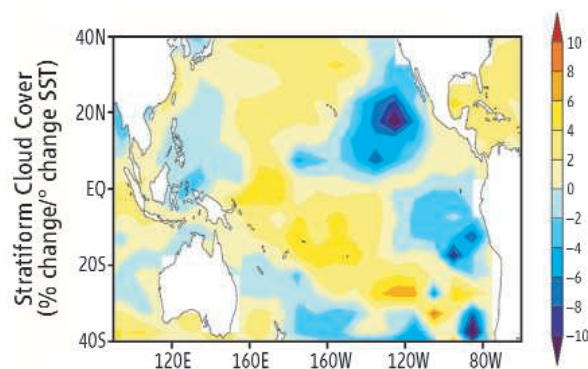 Stratiform Cloud Cover
(% change/° change SST)
40N
20N
EQ
20S
40S
120E
160E
160W
120W
80W
10
8
6
4
2
0
−2
−4
−6
−8
−10